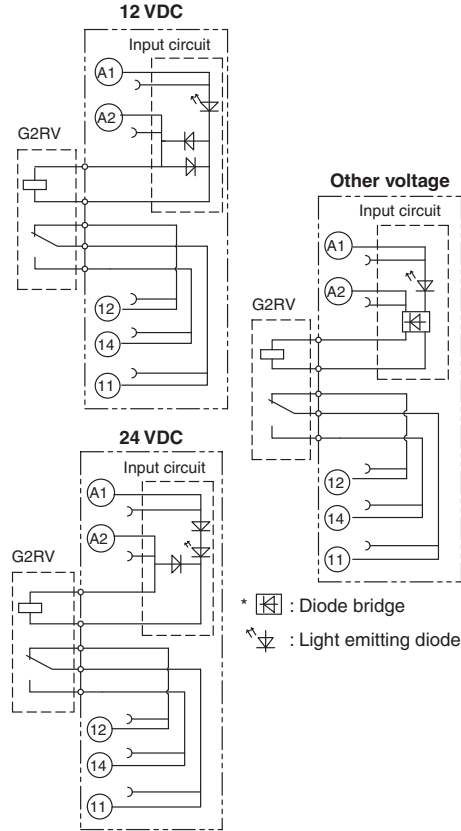 12 VDC
Input circuit
A1
A2
G2RV
12
14
11
24 VDC
Input circuit
A1
A2
G2RV
12
14
11
Other voltage
Input circuit
A1
A2
G2RV
12
14
11
* : Diode bridge
: Light emitting diode